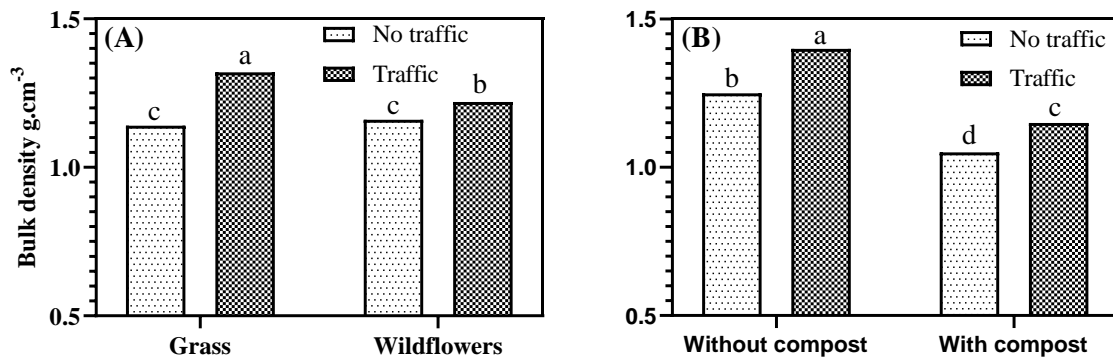 Bulk density g.cm-3
(A)
No traffic
Traffic
1.5
1.0
0.5
c
a
c
b
Grass
Wildflowers
(B)
No traffic
Traffic
1.5
1.0
0.5
b
a
d
c
Without compost
With compost